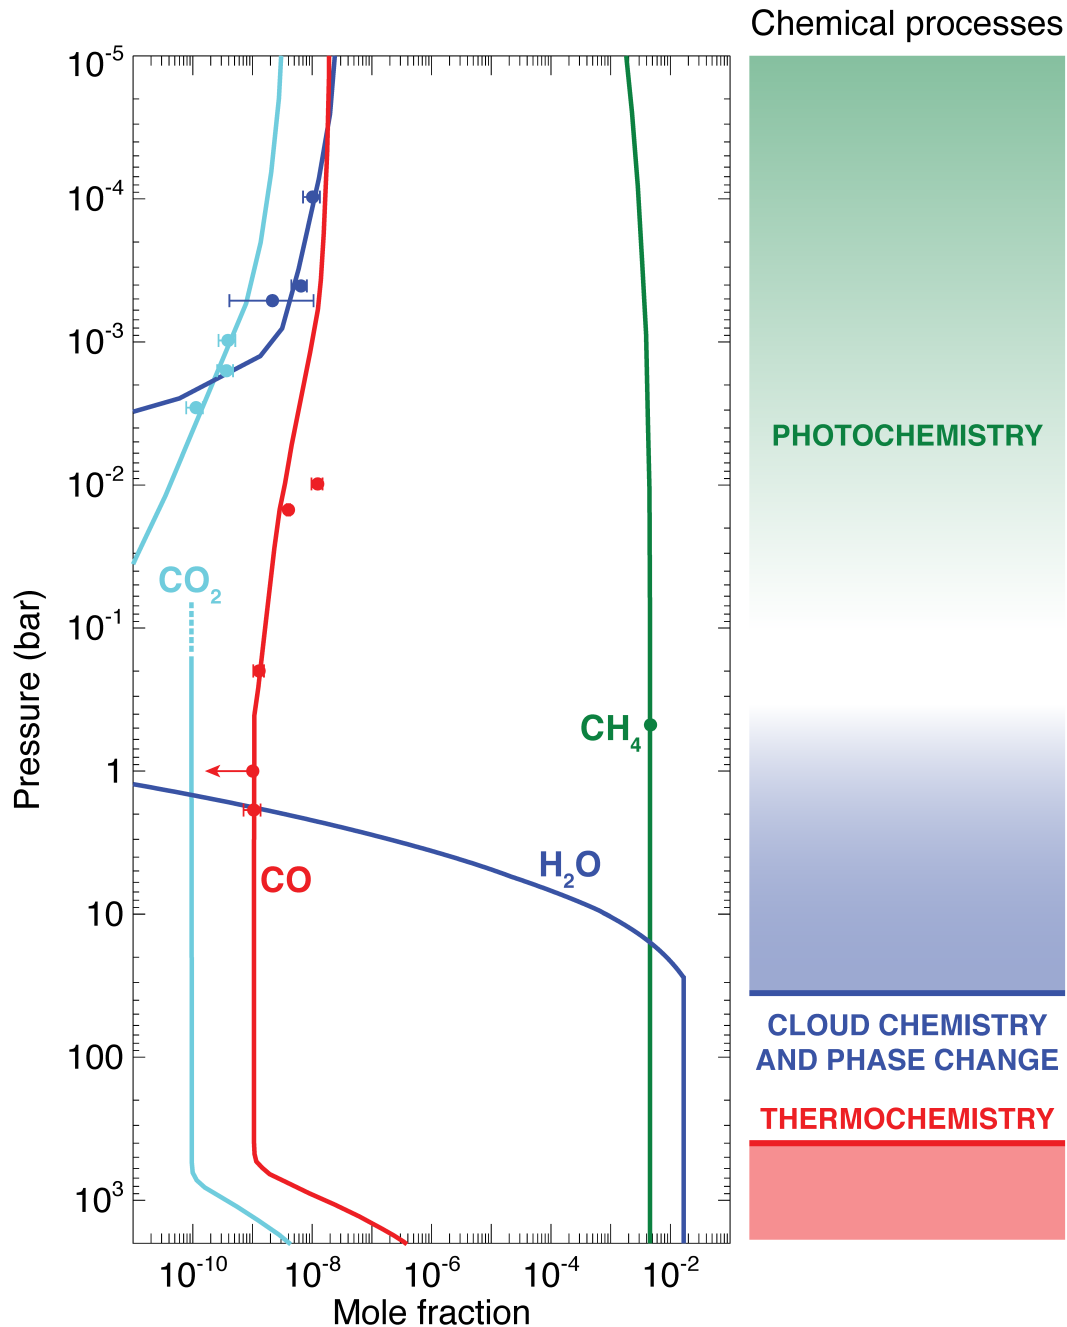 Chemical processes
10-5
10-4
10-3
10-2
10-1
1
10
100
103
Pressure (bar)
CO2
CH4
H2O
CO
PHOTOCHEMISTRY
CLOUD CHEMISTRY
AND PHASE CHANGE
THERMOCHEMISTRY
10-10
10-8
10-6
10-4
10-2
Mole fraction